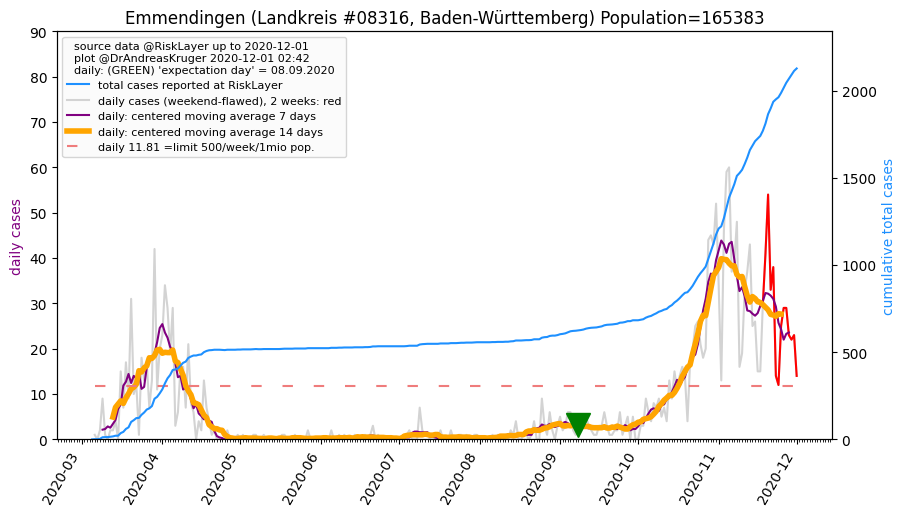 Emmendingen (Landkreis #08316, Baden-Württemberg) Population=165383
source data @RiskLayer up to 2020-12-01
plot @DrAndreasKruger 2020-12-01 02:42
daily: (GREEN) 'expectation day' = 08.09.2020
total cases reported at RiskLayer
daily cases (weekend-flawed), 2 weeks: red
daily: centered moving average 7 days
daily: centered moving average 14 days
daily 11.81 =limit 500/week/1mio pop.
daily cases
90
80
70
60
50
40
30
20
10
0
cumulative total cases
2000
1500
1000
500
0
2020-03
2020-04
2020-05
2020-06
2020-07
2020-08
2020-09
2020-10
2020-11
2020-12